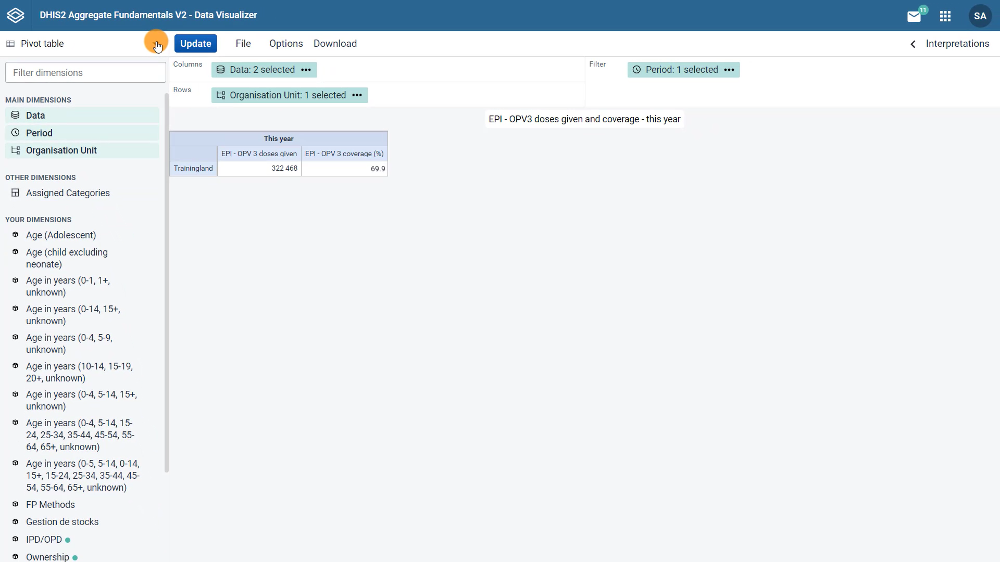 DHIS2 Aggregate Fundamentals V2 - Data Visualizer
11
SA
Pivot table
Update
File
Options
Download
Interpretations
Filter dimensions
MAIN DIMENSIONS
Data
Period
Organisation Unit
OTHER DIMENSIONS
Assigned Categories
YOUR DIMENSIONS
Age (Adolescent)
Age (child excluding
neonate)
Age in years (0-1, 1+,
unknown)
Age in years (0-14, 15+,
unknown)
Age in years (0-4, 5-9,
unknown)
Age in years (10-14, 15-19,
20+, unknown)
Age in years (0-4, 5-14, 15+,
unknown)
Age in years (0-4, 5-14, 15-
24, 25-34, 35-44, 45-54, 55-
64, 65+, unknown)
Age in years (0-5, 5-14, 0-14,
15+, 15-24, 25-34, 35-44, 45-
54, 55-64, 65+, unknown)
FP Methods
Gestion de stocks
IPD/OPD
Ownership
Columns
Data: 2 selected
Rows
Organisation Unit: 1 selected
Filter
Period: 1 selected
EPI - OPV3 doses given and coverage - this year
This year
EPI - OPV 3 doses given
EPI - OPV 3 coverage (%)
Trainingland
322 468
69.9